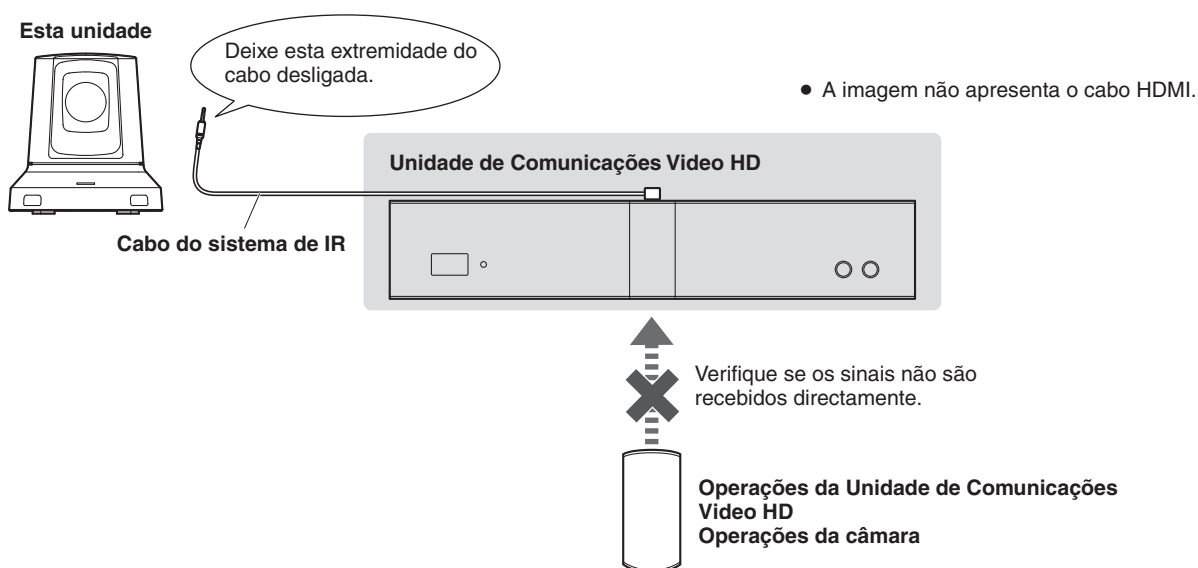 Esta unidade
Deixe esta extremidade do
cabo desligada.
● A imagem não apresenta o cabo HDMI.
Unidade de Comunicações Video HD
Cabo do sistema de IR
Verifique se os sinais não são
recebidos directamente.
Operações da Unidade de Comunicações
Video HD
Operações da câmara